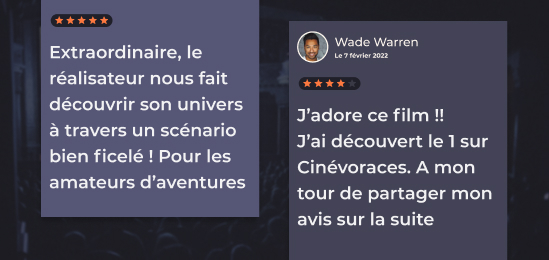 Extraordinaire, le
réalisateur nous fait
découvrir son univers
à travers un scénario
bien ficelé ! Pour les
amateurs d’aventures
Wade Warren
Le 7 février 2022
J’adore ce film !!
J’ai découvert le 1 sur
Cinévoraces. A mon
tour de partager mon
avis sur la suite